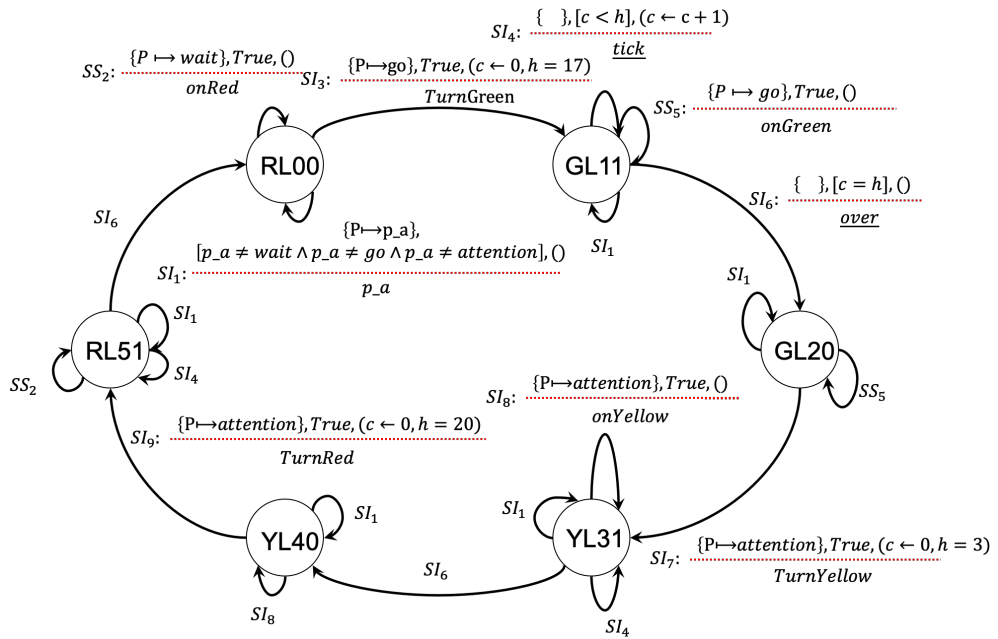 SI₄: { }, [c < h], (c ← c + 1)
tick
SS₂: {P ↦ wait}, True, ()
onRed
SI₃: {P↦go}, True, (c ← 0, h = 17)
TurnGreen
SS₅: {P ↦ go}, True, ()
onGreen
RL00
GL11
SI₆: { }, [c = h], ()
over
SI₆
{P↦p_a},
[p_a ≠ wait ∧ p_a ≠ go ∧ p_a ≠ attention], ()
SI₁:
p_a
SI₁
SI₁
SI₁
RL51
GL20
SI₄
SS₂
SS₅
SI₈: {P↦attention}, True, ()
onYellow
SI₉: {P↦attention}, True, (c ← 0, h = 20)
TurnRed
SI₁
SI₁
YL40
YL31
SI₇: {P↦attention}, True, (c ← 0, h = 3)
TurnYellow
SI₆
SI₈
SI₄